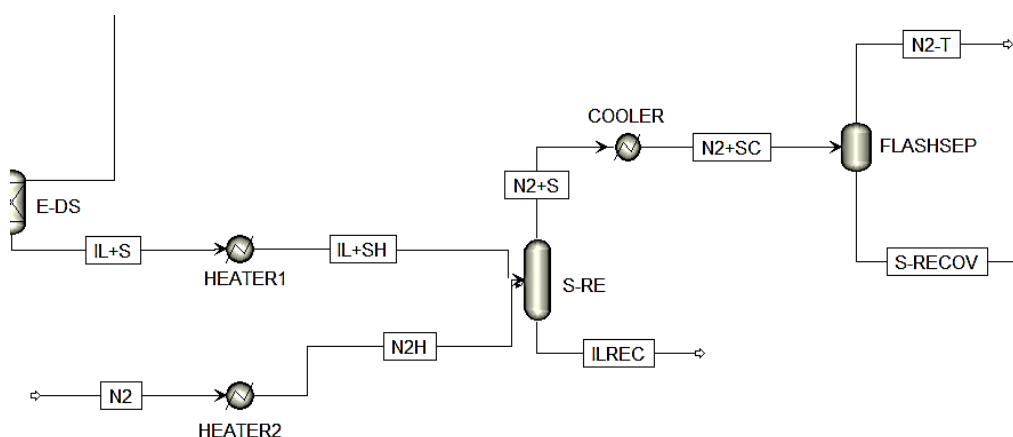 N2-T
COOLER
N2+SC
FLASHSEP
N2+S
E-DS
IL+S
IL+SH
HEATER1
S-RE
S-RECOV
N2H
ILREC
N2
HEATER2